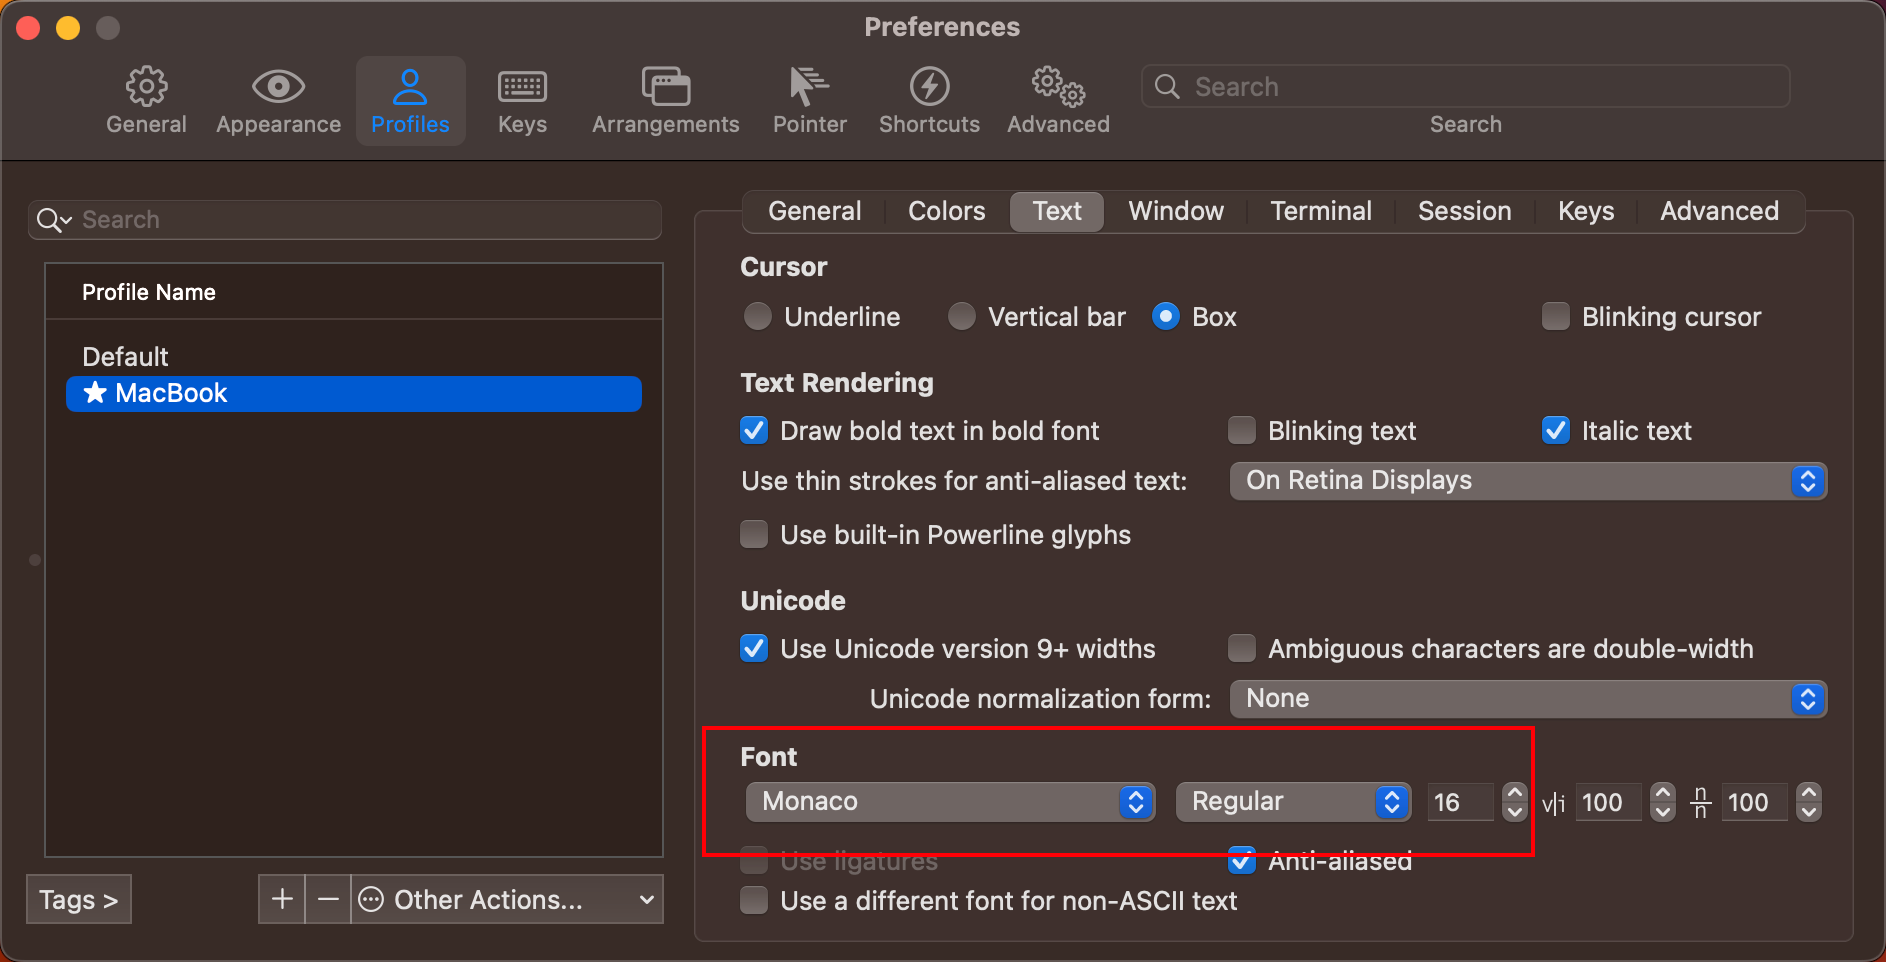 Preferences
General Appearance Profiles Keys Arrangements Pointer Shortcuts Advanced Search
Search
Search
Profile Name
Default
MacBook
Tags >
+ − Other Actions...
General Colors Text Window Terminal Session Keys Advanced
Cursor
Underline Vertical bar Box Blinking cursor
Text Rendering
Draw bold text in bold font Blinking text Italic text
Use thin strokes for anti-aliased text: On Retina Displays
Use built-in Powerline glyphs
Unicode
Use Unicode version 9+ widths Ambiguous characters are double-width
Unicode normalization form: None
Font
Monaco Regular 16 v|i 100 n/n 100
Use ligatures Anti-aliased
Use a different font for non-ASCII text